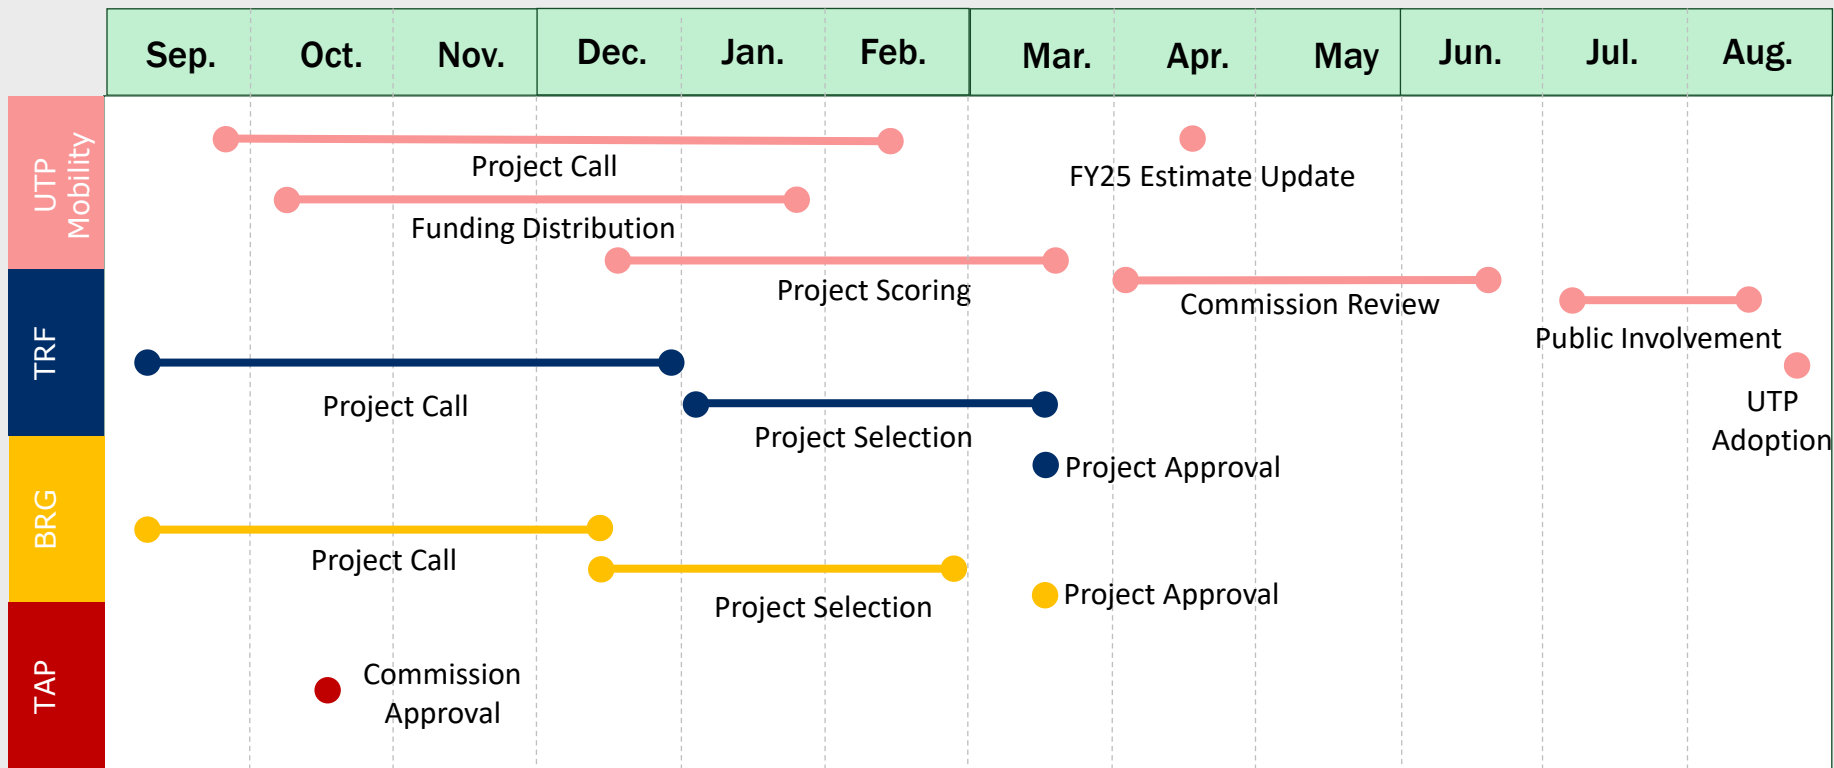 Sep. Oct. Nov. Dec. Jan. Feb. Mar. Apr. May Jun. Jul. Aug.
UTP
Mobility
Project Call
FY25 Estimate Update
Funding Distribution
Project Scoring
Commission Review
Public Involvement
UTP
Adoption
TRF
Project Call
Project Selection
Project Approval
BRG
Project Call
Project Selection
Project Approval
TAP
Commission
Approval